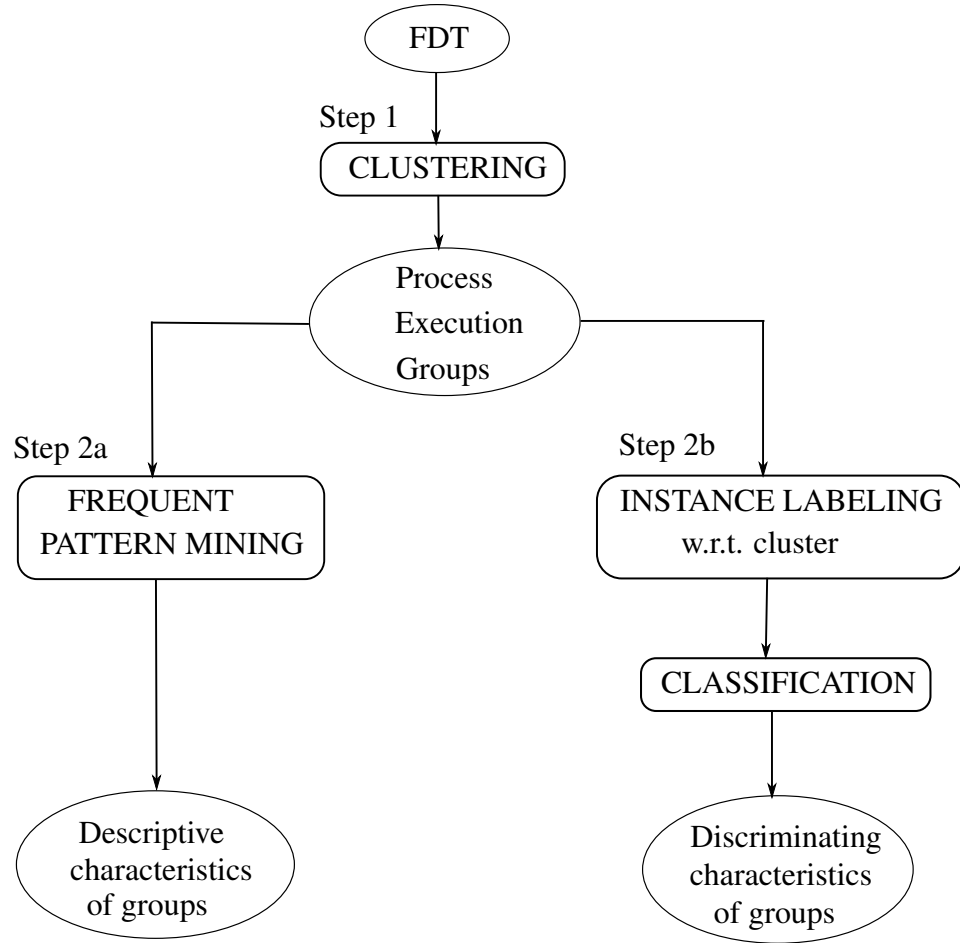 FDT
Step 1
CLUSTERING
Process
Execution
Groups
Step 2a
FREQUENT
PATTERN MINING
Descriptive
characteristics
of groups
Step 2b
INSTANCE LABELING
w.r.t. cluster
CLASSIFICATION
Discriminating
characteristics
of groups